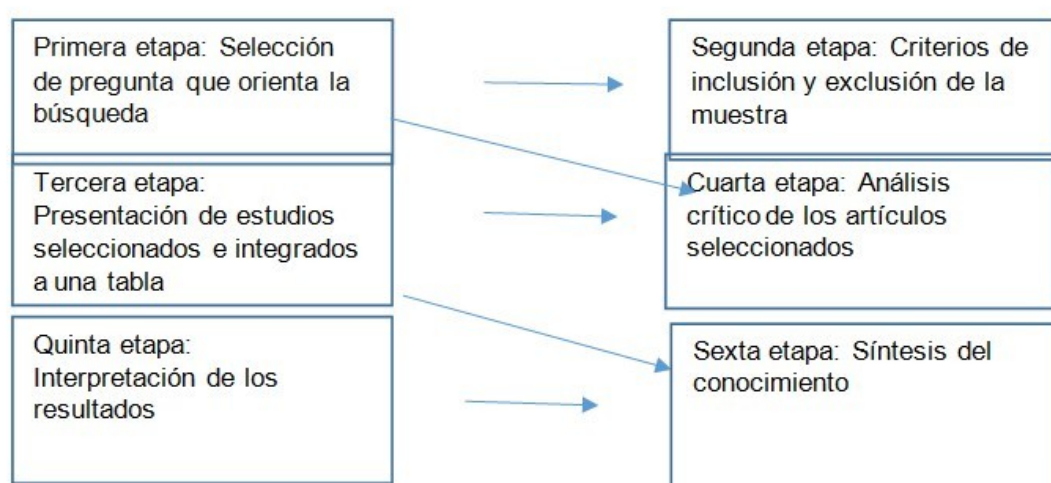 Primera etapa: Selección
de pregunta que orienta la
búsqueda
Segunda etapa: Criterios de
inclusión y exclusión de la
muestra
Tercera etapa:
Presentación de estudios
seleccionados e integrados
a una tabla
Cuarta etapa: Análisis
crítico de los artículos
seleccionados
Quinta etapa:
Interpretación de los
resultados
Sexta etapa: Síntesis del
conocimiento